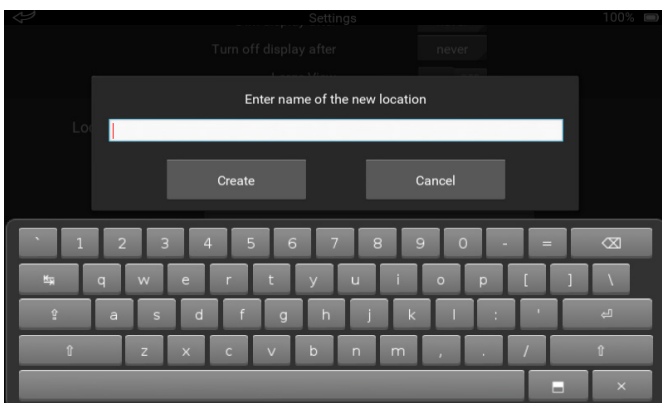 Settings
100%
Turn off display after never
Enter name of the new location
Create Cancel
` 1 2 3 4 5 6 7 8 9 0 - =
q w e r t y u i o p [ ] \
a s d f g h j k l : '
z x c v b n m , . /